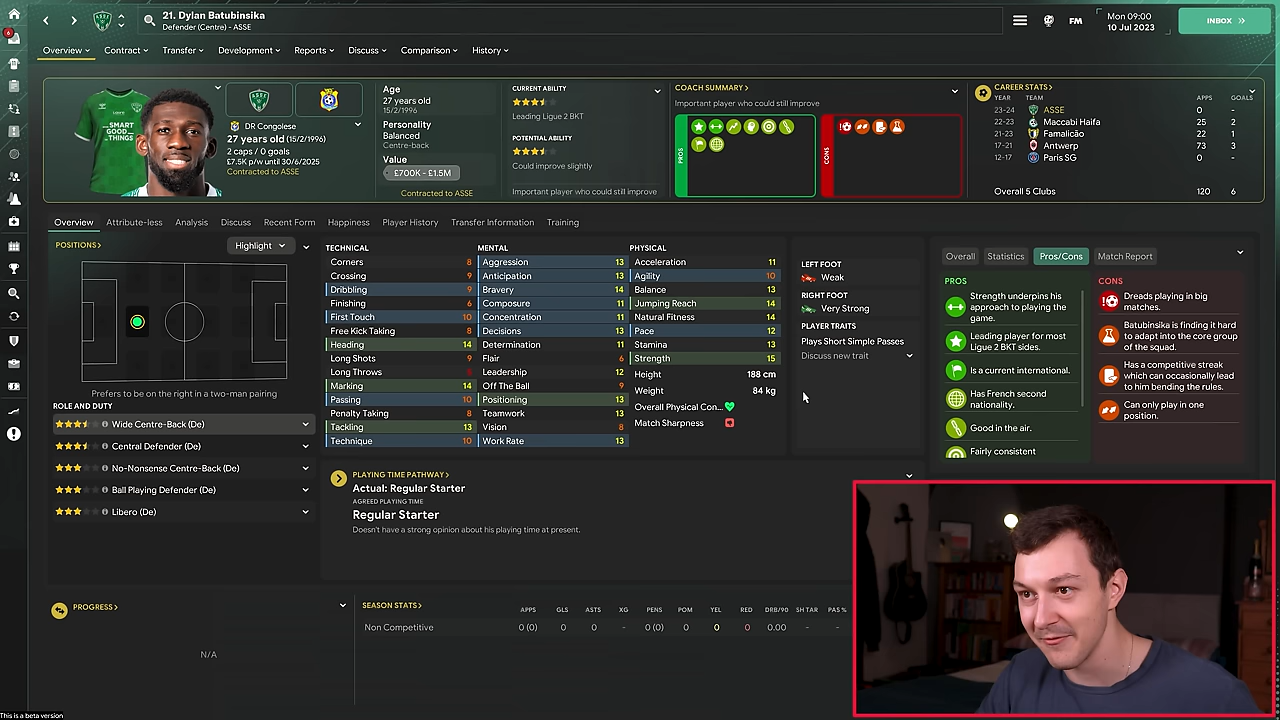 21. Dylan Batubinsika
Defender (Centre) - ASSE
FM
Mon 09:00
10 Jul 2023
INBOX
6
Overview
Contract
Transfer
Development
Reports
Discuss
Comparison
History
SMART
GOOD
THINGS
DR Congolese
27 years old (15/2/1996)
2 caps / 0 goals
£7.5K p/w until 30/6/2025
Contracted to ASSE
Age
27 years old
15/2/1996
Personality
Balanced
Centre-back
Value
£700K - £1.5M
Contracted to ASSE
CURRENT ABILITY
Leading Ligue 2 BKT
POTENTIAL ABILITY
Could improve slightly
Important player who could still improve
COACH SUMMARY >
Important player who could still improve
PROS
CONS
CAREER STATS >
YEAR TEAM APPS GOALS
23-24 ASSE 0 -
22-23 Maccabi Haifa 25 2
21-23 Famalicão 22 1
17-21 Antwerp 73 3
12-17 Paris SG 0 -
Overall 5 Clubs 120 6
Overview
Attribute-less
Analysis
Discuss
Recent Form
Happiness
Player History
Transfer Information
Training
POSITIONS >
Highlight
Prefers to be on the right in a two-man pairing
ROLE AND DUTY
Wide Centre-Back (De)
Central Defender (De)
No-Nonsense Centre-Back (De)
Ball Playing Defender (De)
Libero (De)
TECHNICAL
Corners 8
Crossing 9
Dribbling 9
Finishing 6
First Touch 10
Free Kick Taking 8
Heading 14
Long Shots 9
Long Throws
Marking 14
Passing 10
Penalty Taking 8
Tackling 13
Technique 10
MENTAL
Aggression 13
Anticipation 13
Bravery 14
Composure 11
Concentration 11
Decisions 13
Determination 11
Flair 6
Leadership 12
Off The Ball 9
Positioning 13
Teamwork 13
Vision 8
Work Rate 13
PHYSICAL
Acceleration 11
Agility 10
Balance 13
Jumping Reach 14
Natural Fitness 14
Pace 12
Stamina 13
Strength 15
Height 188 cm
Weight 84 kg
Overall Physical Con...
Match Sharpness
LEFT FOOT
Weak
RIGHT FOOT
Very Strong
PLAYER TRAITS
Plays Short Simple Passes
Discuss new trait
Overall
Statistics
Pros/Cons
Match Report
PROS
Strength underpins his
approach to playing the
game.
Leading player for most
Ligue 2 BKT sides.
Is a current international.
Has French second
nationality.
Good in the air.
Fairly consistent
CONS
Dreads playing in big
matches.
Batubinsika is finding it hard
to adapt into the core group
of the squad.
Has a competitive streak
which can occasionally lead
to him bending the rules.
Can only play in one
position.
PLAYING TIME PATHWAY >
Actual: Regular Starter
AGREED PLAYING TIME
Regular Starter
Doesn't have a strong opinion about his playing time at present.
PROGRESS >
N/A
SEASON STATS >
APPS GLS ASTS XG PENS POM YEL RED DRB/90 SH TAR PAS %
Non Competitive 0 (0) 0 0 - 0 (0) 0 0 0 0.00 - -
This is a beta version